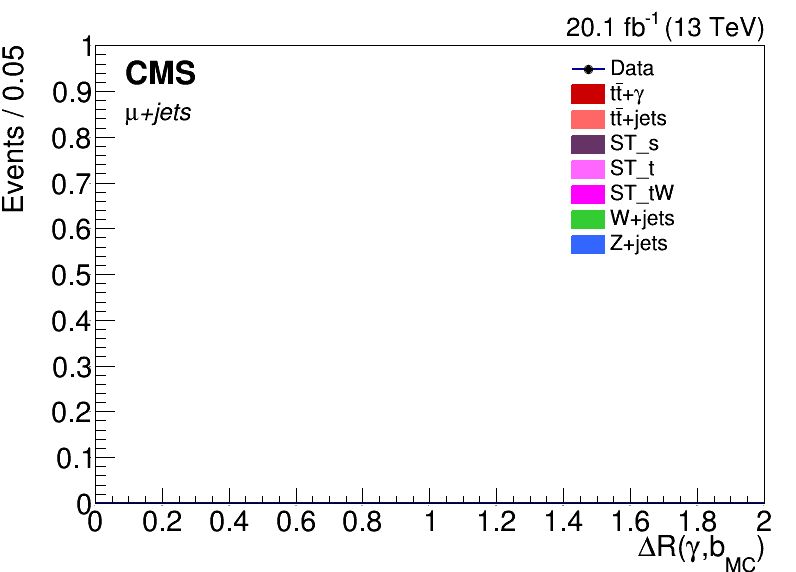 20.1 fb⁻¹ (13 TeV)
CMS
μ+jets
Events / 0.05
1
0.9
0.8
0.7
0.6
0.5
0.4
0.3
0.2
0.1
0
Data
tt̄+γ
tt̄+jets
ST_s
ST_t
ST_tW
W+jets
Z+jets
0 0.2 0.4 0.6 0.8 1 1.2 1.4 1.6 1.8 2
ΔR(γ,b_MC)